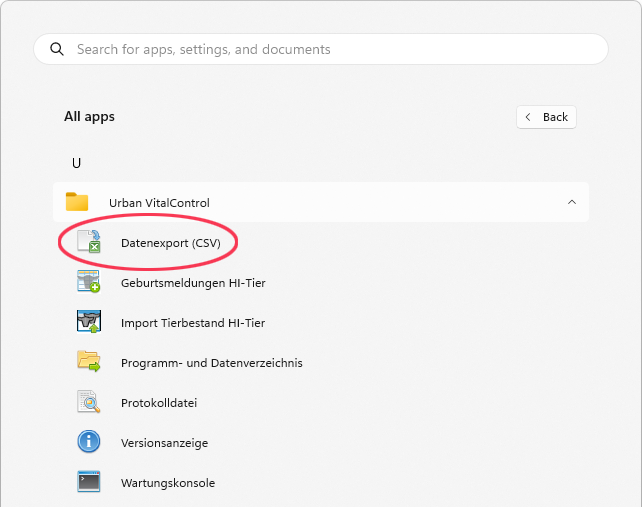 Search for apps, settings, and documents
All apps
Back
U
Urban VitalControl
Datenexport (CSV)
Geburtsmeldungen HI-Tier
Import Tierbestand HI-Tier
Programm- und Datenverzeichnis
Protokolldatei
Versionsanzeige
Wartungskonsole